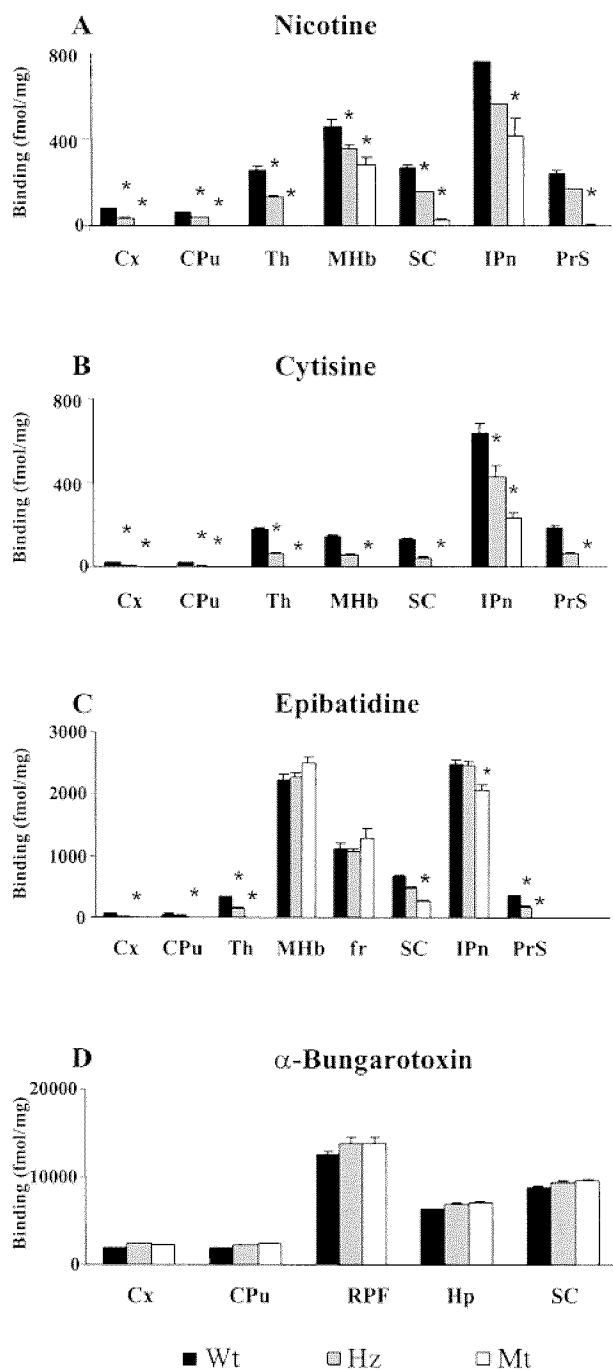 A Nicotine
Binding (fmol/mg)
800
400
0
* * * * * * * * * * * *
Cx CPu Th MHb SC IPn PrS
B Cytisine
Binding (fmol/mg)
800
400
0
* * * * * * * * * * *
Cx CPu Th MHb SC IPn PrS
C Epibatidine
Binding (fmol/mg)
3000
2000
1000
0
* * * * * * * *
Cx CPu Th MHb fr SC IPn PrS
D α-Bungarotoxin
Binding (fmol/mg)
20000
10000
0
Cx CPu RPF Hp SC
Wt Hz Mt